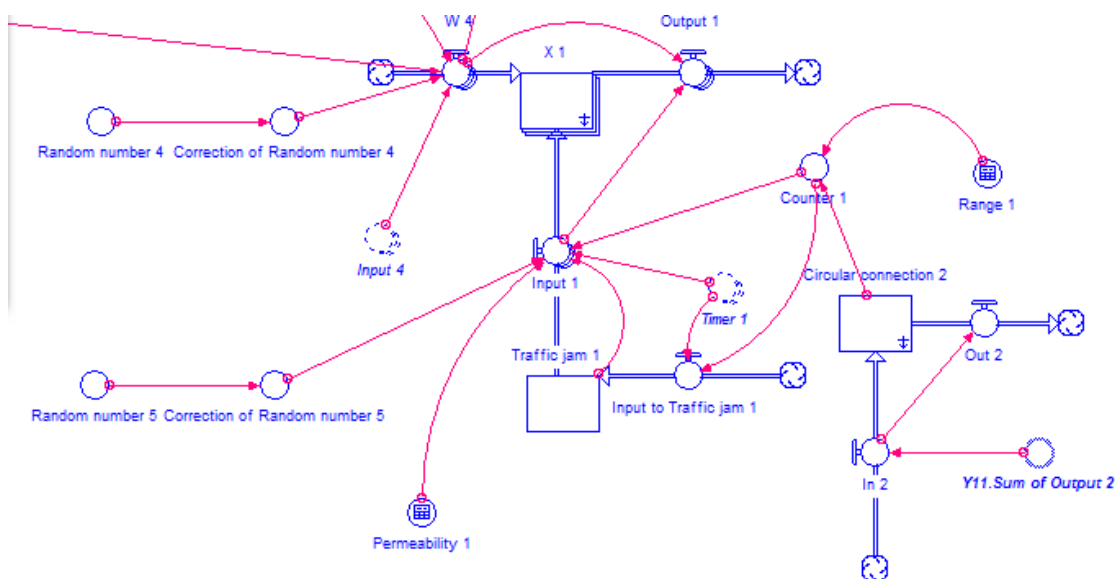 W 4
Output 1
X 1
Random number 4
Correction of Random number 4
Counter 1
Range 1
Input 4
Input 1
Circular connection 2
Timer 1
Out 2
Traffic jam 1
Random number 5
Correction of Random number 5
Input to Traffic jam 1
In 2
Y11.Sum of Output 2
Permeability 1